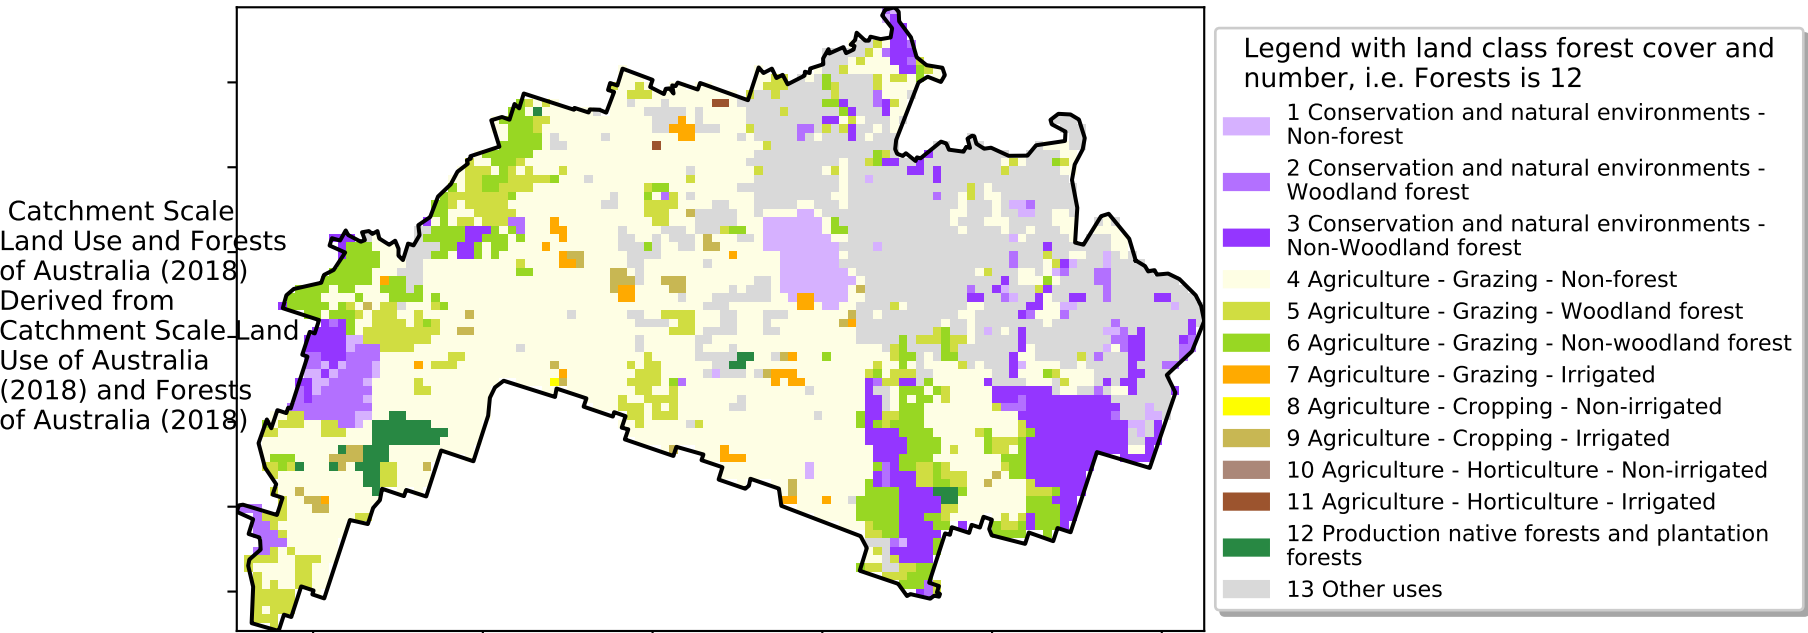 Catchment Scale
Land Use and Forests
of Australia (2018)
Derived from
Catchment Scale Land
Use of Australia
(2018) and Forests
of Australia (2018)
Legend with land class forest cover and
number, i.e. Forests is 12
1 Conservation and natural environments -
Non-forest
2 Conservation and natural environments -
Woodland forest
3 Conservation and natural environments -
Non-Woodland forest
4 Agriculture - Grazing - Non-forest
5 Agriculture - Grazing - Woodland forest
6 Agriculture - Grazing - Non-woodland forest
7 Agriculture - Grazing - Irrigated
8 Agriculture - Cropping - Non-irrigated
9 Agriculture - Cropping - Irrigated
10 Agriculture - Horticulture - Non-irrigated
11 Agriculture - Horticulture - Irrigated
12 Production native forests and plantation
forests
13 Other uses